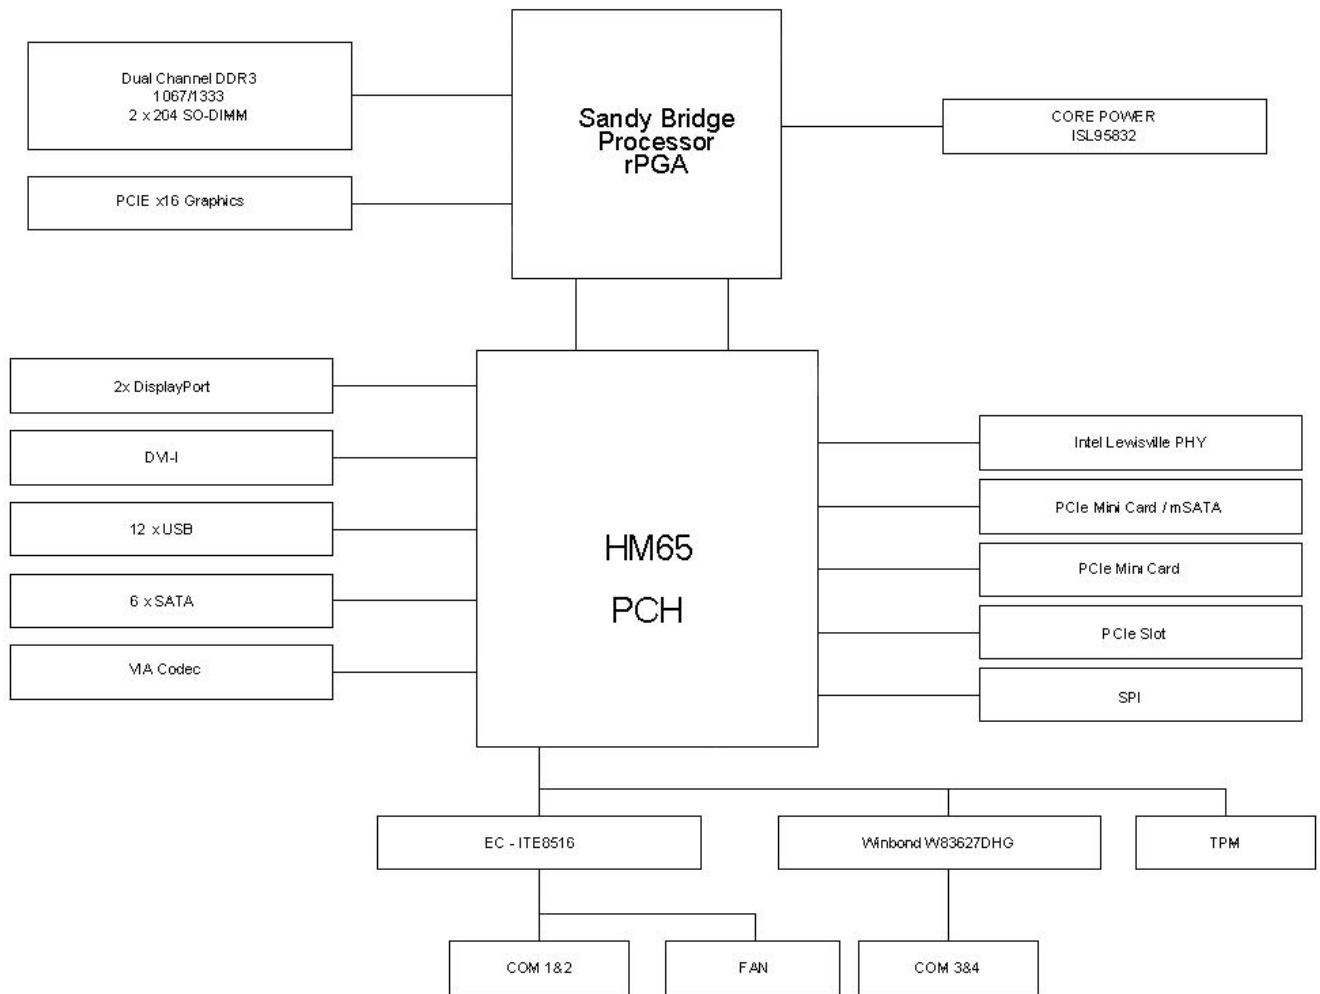 Dual Channel DDR3
1067/1333
2 x 204 SO-DIMM
PCIE x16 Graphics
Sandy Bridge
Processor
rPGA
CORE POWER
ISL95832
2x DisplayPort
DVI-I
12 x USB
6 x SATA
VIA Codec
HM65
PCH
Intel Lewisville PHY
PCIe Mini Card / mSATA
PCIe Mini Card
PCIe Slot
SPI
EC - ITE8516
Winbond W83627DHG
TPM
COM 1&2
FAN
COM 3&4